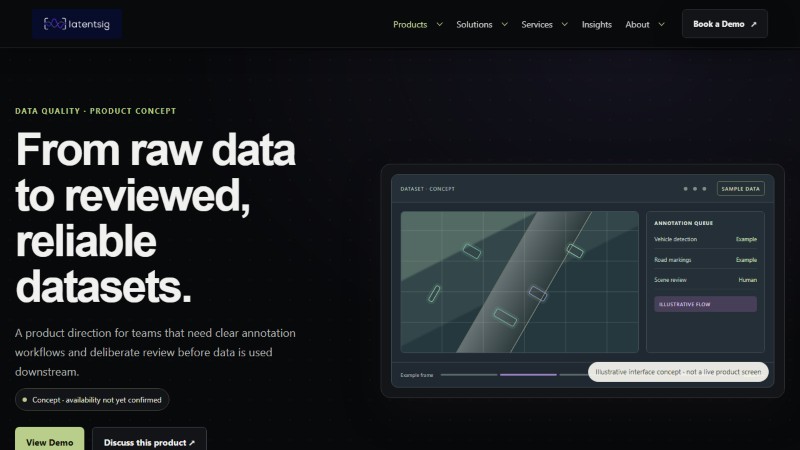 latentsig
Products
Solutions
Services
Insights
About
Book a Demo ↗
DATA QUALITY · PRODUCT CONCEPT
From raw data
to reviewed,
reliable
datasets.
A product direction for teams that need clear annotation
workflows and deliberate review before data is used
downstream.
Concept · availability not yet confirmed
View Demo
Discuss this product ↗
DATASET · CONCEPT
SAMPLE DATA
ANNOTATION QUEUE
Vehicle detection Example
Road markings Example
Scene review Human
ILLUSTRATIVE FLOW
Example frame
Illustrative interface concept · not a live product screen